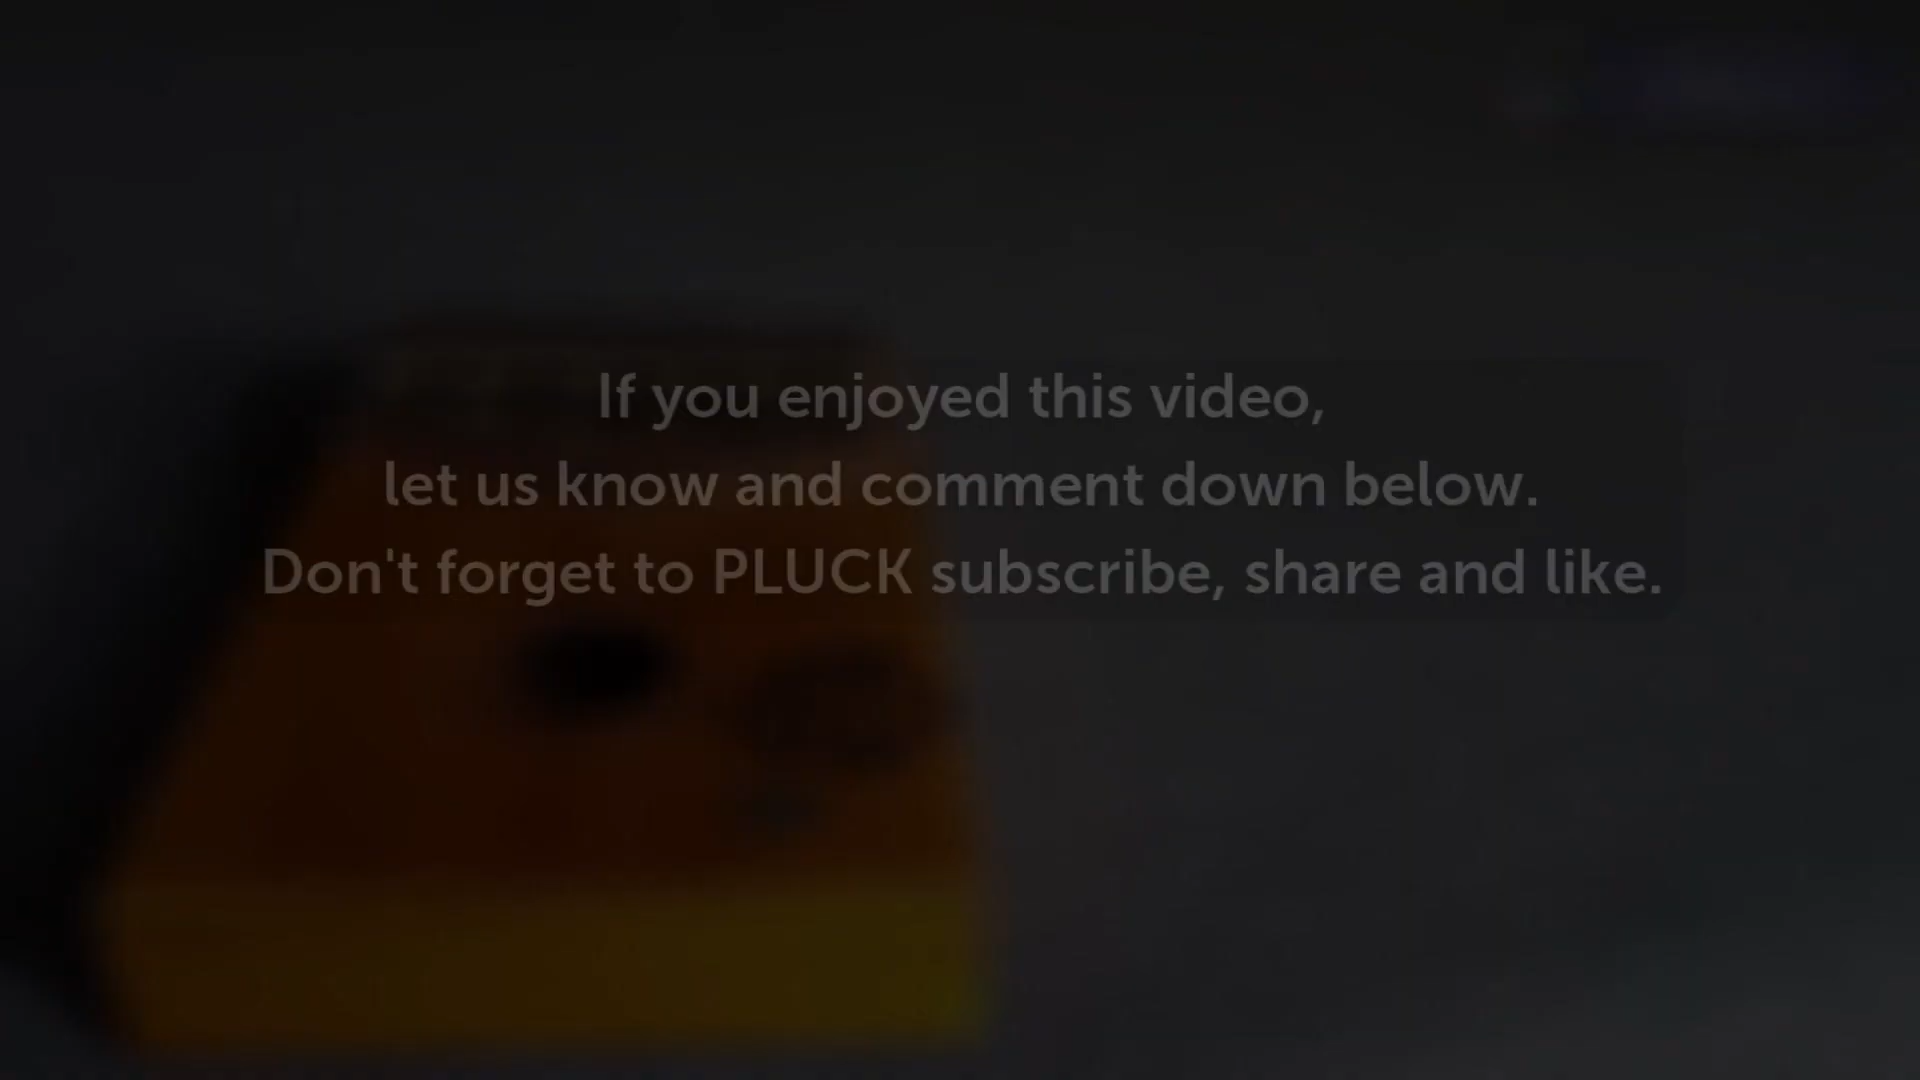 If you enjoyed this video,
let us know and comment down below.
Don't forget to PLUCK subscribe, share and like.